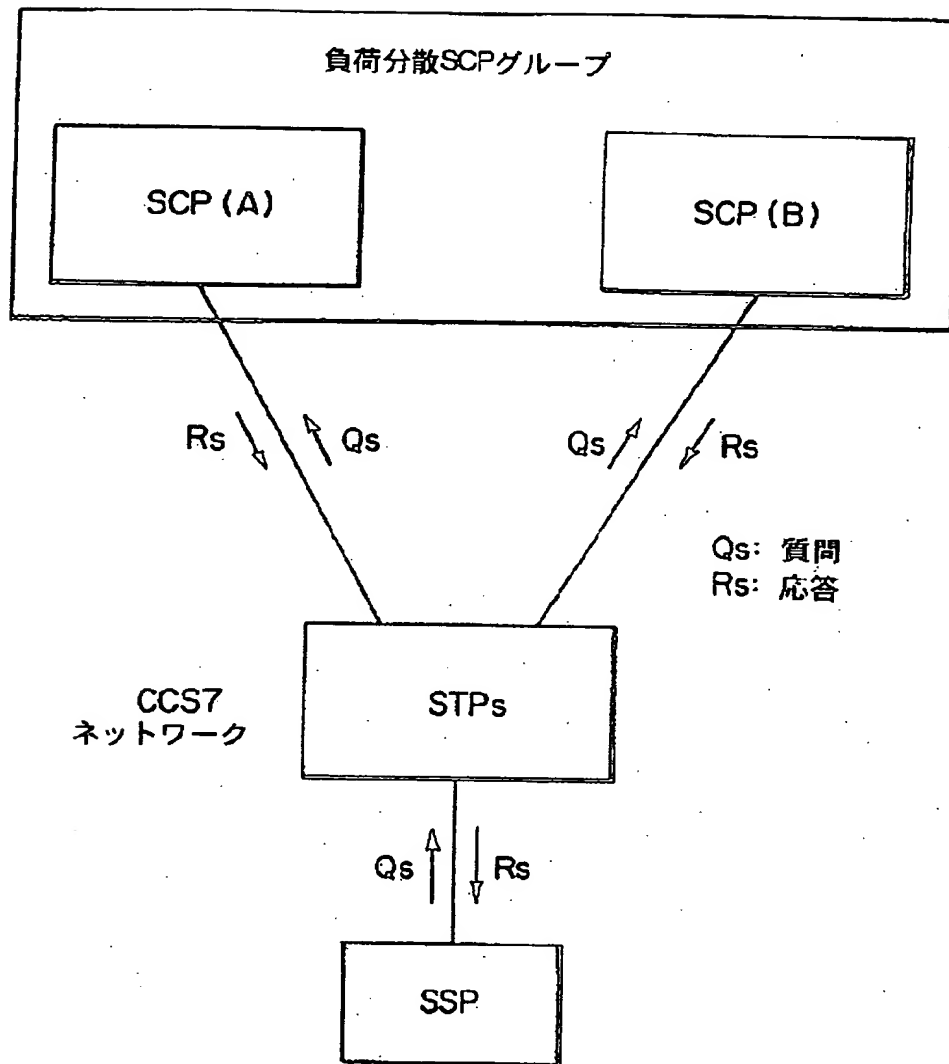 負荷分散SCPグループ
SCP (A)
SCP (B)
Rs
Qs
Qs
Rs
Qs: 質問
Rs: 応答
CCS7
ネットワーク
STPs
Qs
Rs
SSP